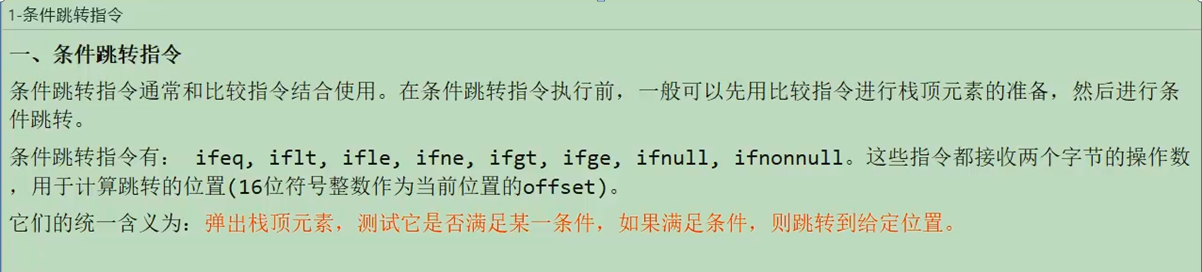 1-条件跳转指令
一、条件跳转指令
条件跳转指令通常和比较指令结合使用。在条件跳转指令执行前，一般可以先用比较指令进行栈顶元素的准备，然后进行条
件跳转。
条件跳转指令有： ifeq, iflt, ifle, ifne, ifgt, ifge, ifnull, ifnonnull。这些指令都接收两个字节的操作数
，用于计算跳转的位置(16位符号整数作为当前位置的offset)。
它们的统一含义为：弹出栈顶元素，测试它是否满足某一条件，如果满足条件，则跳转到给定位置。